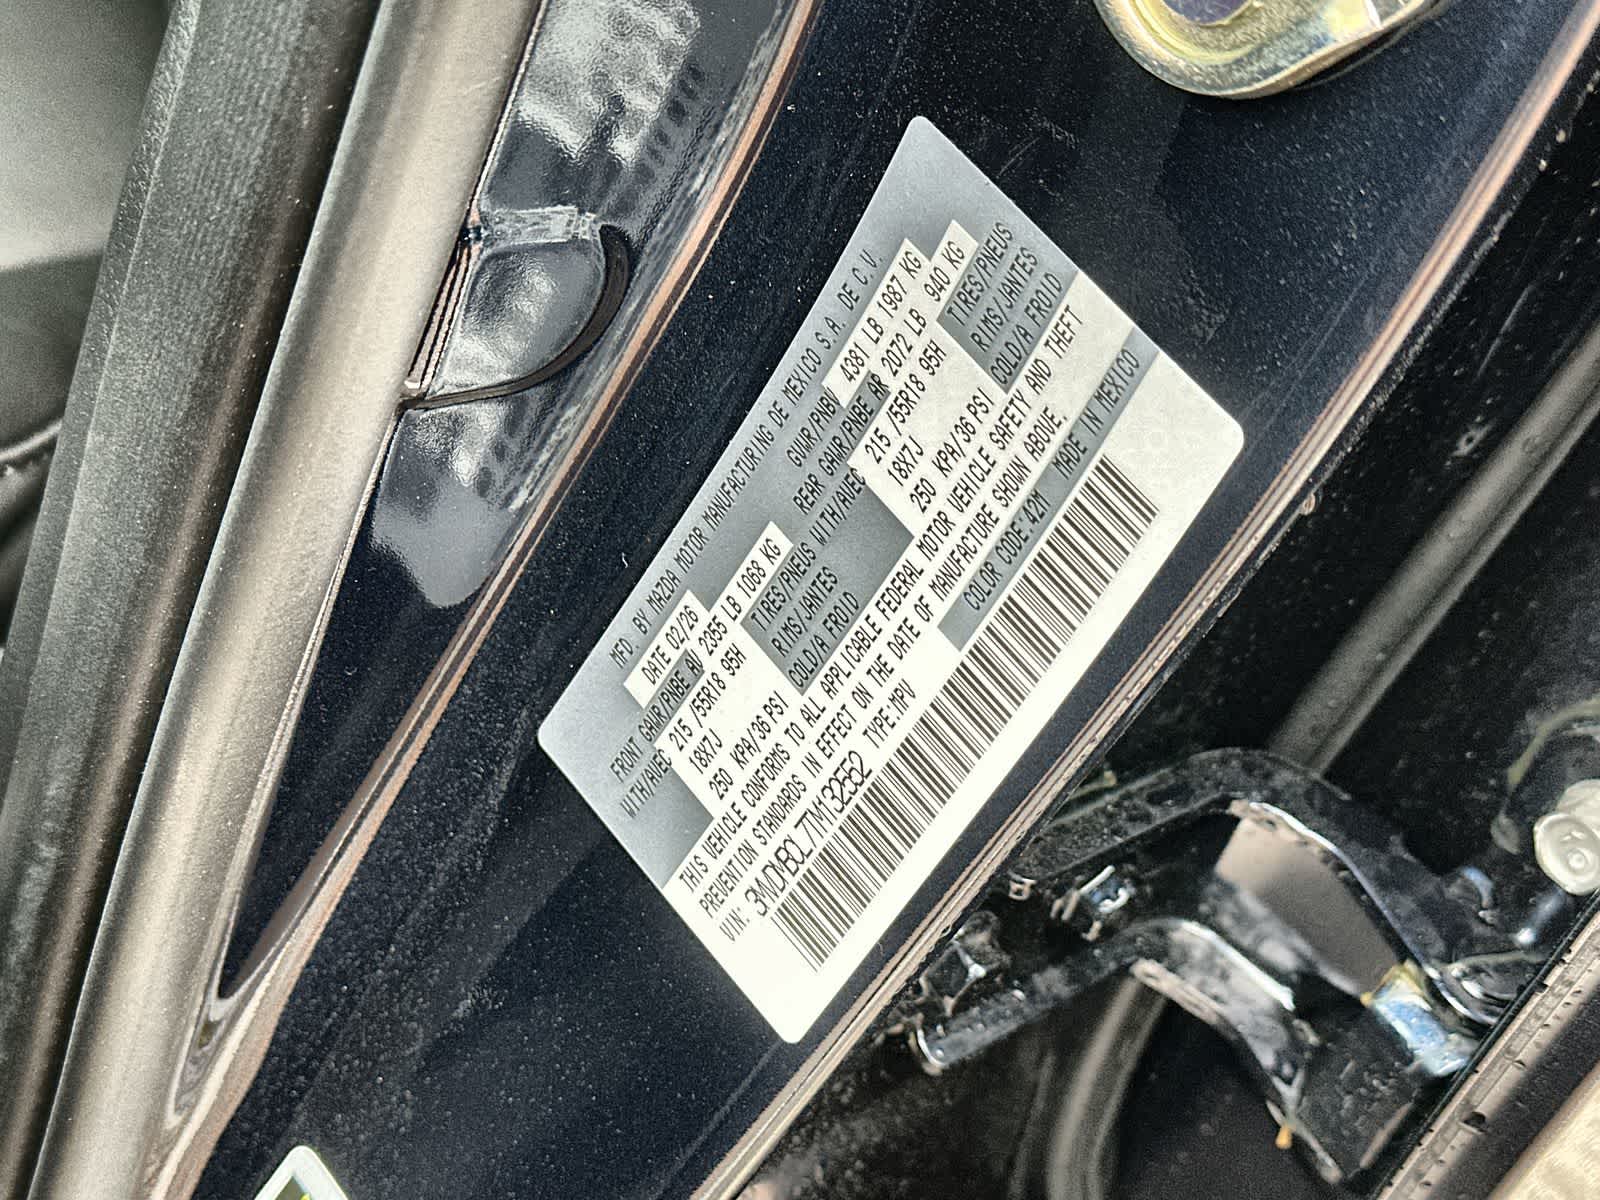 MFD. BY MAZDA MOTOR MANUFACTURING DE MEXICO S.A. DE C.V.
DATE 02/26 GVWR/PNBV 4381 LB 1987 KG
FRONT GAWR/PNBE AV 2355 LB 1068 KG REAR GAWR/PNBE AR 2072 LB 940 KG
WITH/AVEC 215 /55R18 95H TIRES/PNEUS WITH/AVEC 215 /55R18 95H TIRES/PNEUS
18X7J RIMS/JANTES 18X7J RIMS/JANTES
250 KPA/36 PSI COLD/A FROID 250 KPA/36 PSI COLD/A FROID
THIS VEHICLE CONFORMS TO ALL APPLICABLE FEDERAL MOTOR VEHICLE SAFETY AND THEFT
PREVENTION STANDARDS IN EFFECT ON THE DATE OF MANUFACTURE SHOWN ABOVE.
VIN: 3MVDMBCL7TM132552 TYPE:MPV COLOR CODE:42M MADE IN MEXICO